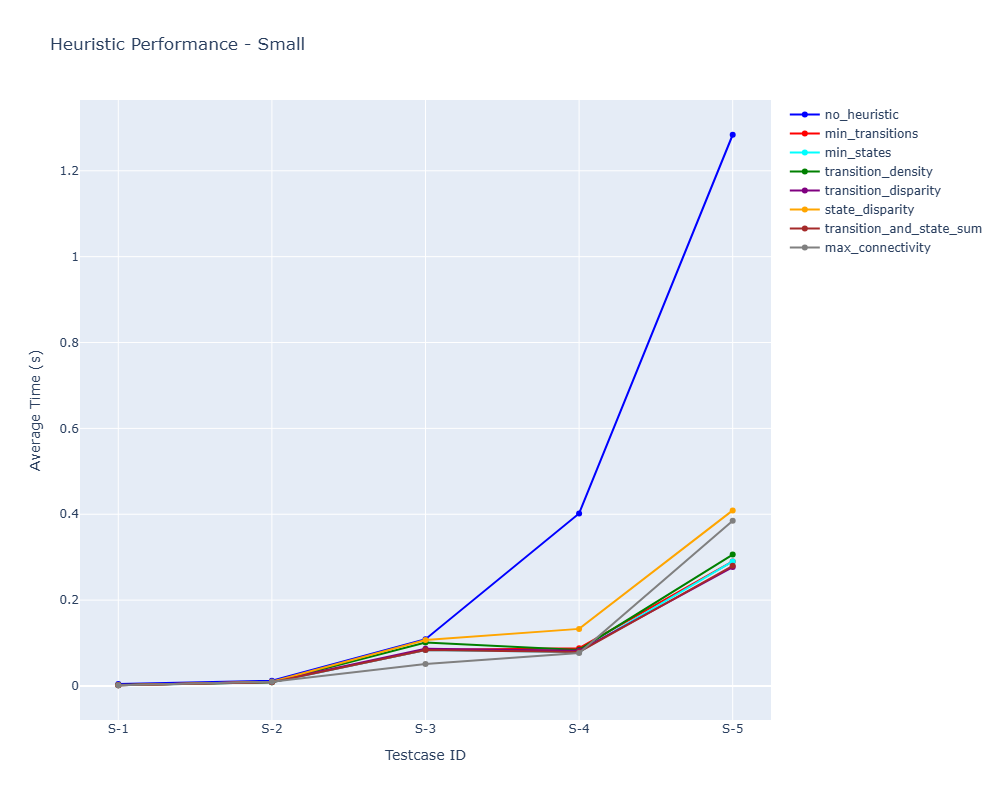 Heuristic Performance - Small
no_heuristic
min_transitions
min_states
transition_density
transition_disparity
state_disparity
transition_and_state_sum
max_connectivity
Average Time (s)
1.2
1
0.8
0.6
0.4
0.2
0
S-1 S-2 S-3 S-4 S-5
Testcase ID